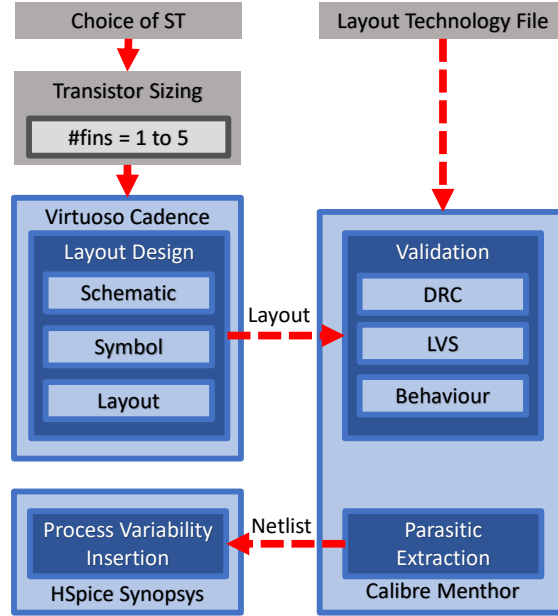 Choice of ST
Layout Technology File
Transistor Sizing
#fins = 1 to 5
Virtuoso Cadence
Layout Design
Schematic
Symbol
Layout
Layout
Validation
DRC
LVS
Behaviour
Process Variability
Insertion
HSpice Synopsys
Netlist
Parasitic
Extraction
Calibre Menthor